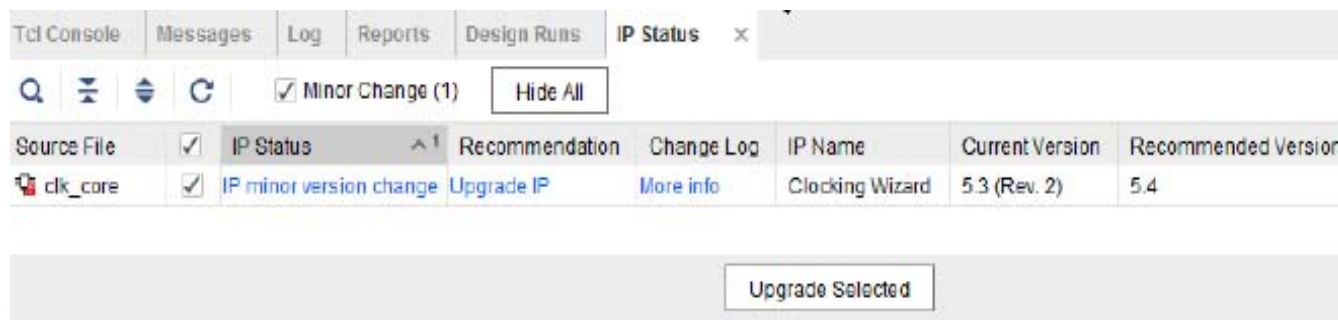 Tcl Console Messages Log Reports Design Runs IP Status ×
Minor Change (1) Hide All
Source File IP Status 1 Recommendation Change Log IP Name Current Version Recommended Version
clk_core IP minor version change Upgrade IP More info Clocking Wizard 5.3 (Rev. 2) 5.4
Upgrade Selected